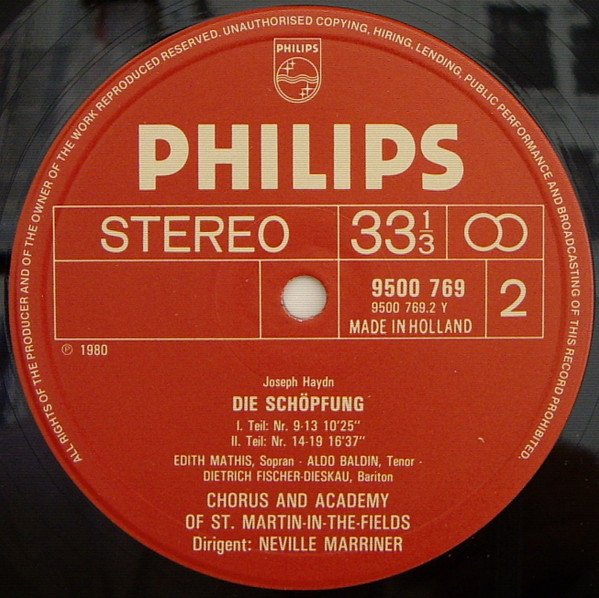 ALL RIGHTS OF THE PRODUCER AND OF THE OWNER OF THE WORK REPRODUCED RESERVED. UNAUTHORISED COPYING, HIRING, LENDING, PUBLIC PERFORMANCE AND BROADCASTING OF THIS RECORD PROHIBITED.
PHILIPS
PHILIPS
STEREO 33 1/3
9500 769
9500 769.2 Y
MADE IN HOLLAND
2
℗ 1980
Joseph Haydn
DIE SCHÖPFUNG
I. Teil: Nr. 9-13 10'25"
II. Teil: Nr. 14-19 16'37"
EDITH MATHIS, Sopran · ALDO BALDIN, Tenor ·
DIETRICH FISCHER-DIESKAU, Bariton
CHORUS AND ACADEMY
OF ST. MARTIN-IN-THE-FIELDS
Dirigent: NEVILLE MARRINER